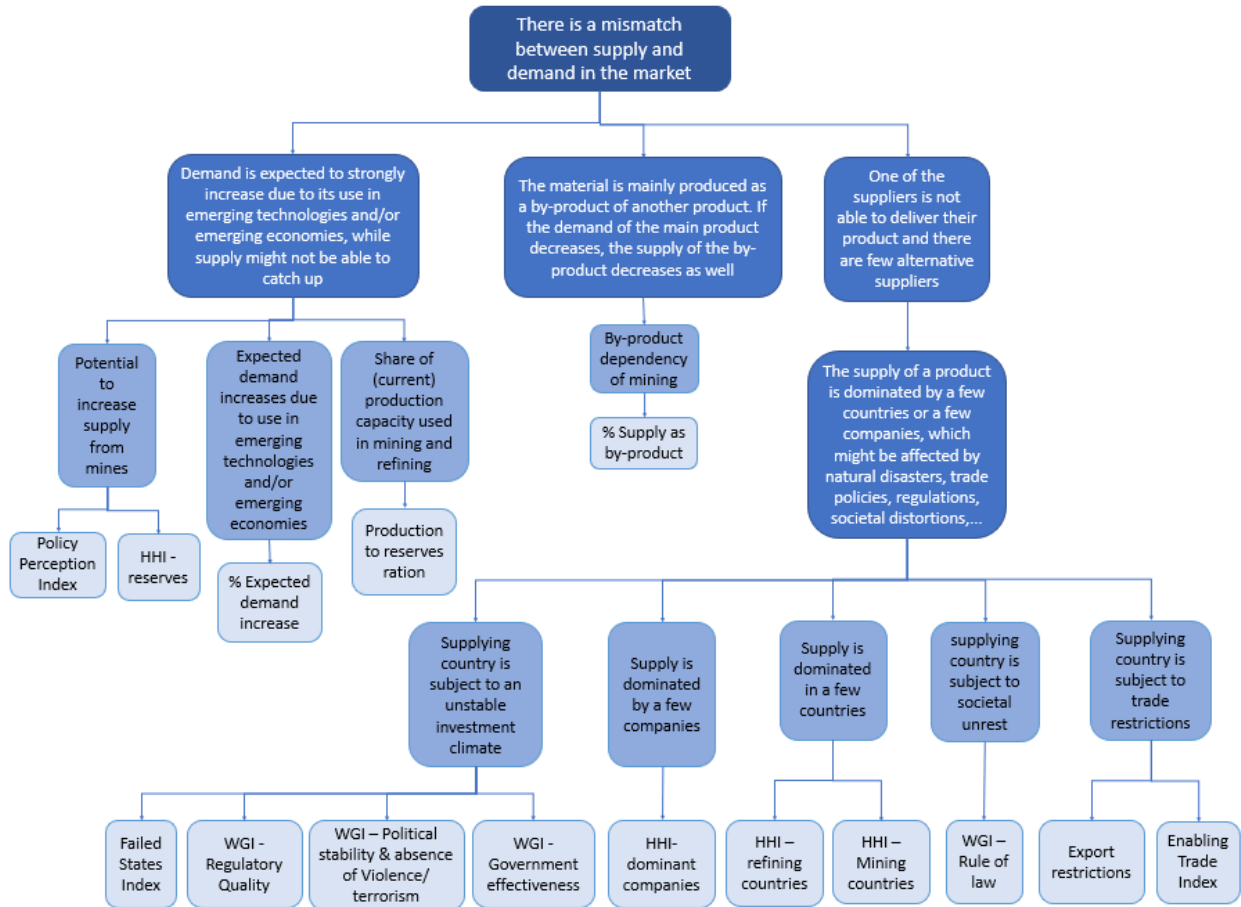 There is a mismatch
between supply and
demand in the market
Demand is expected to strongly
increase due to its use in
emerging technologies and/or
emerging economies, while
supply might not be able to
catch up
The material is mainly produced as
a by-product of another product. If
the demand of the main product
decreases, the supply of the by-
product decreases as well
One of the
suppliers is not
able to deliver their
product and there
are few alternative
suppliers
Potential
to
increase
supply
from
mines
Expected
demand
increases due
to use in
emerging
technologies
and/or
emerging
economies
Share of
(current)
production
capacity used
in mining and
refining
By-product
dependency
of mining
The supply of a product
is dominated by a few
countries or a few
companies, which
might be affected by
natural disasters, trade
policies, regulations,
societal distortions,...
Policy
Perception
Index
HHI -
reserves
% Expected
demand
increase
Production
to reserves
ration
% Supply as
by-product
Supplying
country is
subject to an
unstable
investment
climate
Supply is
dominated
by a few
companies
Supply is
dominated
in a few
countries
supplying
country is
subject to
societal
unrest
Supplying
country is
subject to
trade
restrictions
Failed
States
Index
WGI -
Regulatory
Quality
WGI – Political
stability & absence
of Violence/
terrorism
WGI -
Government
effectiveness
HHI-
dominant
companies
HHI –
refining
countries
HHI –
Mining
countries
WGI –
Rule of
law
Export
restrictions
Enabling
Trade
Index